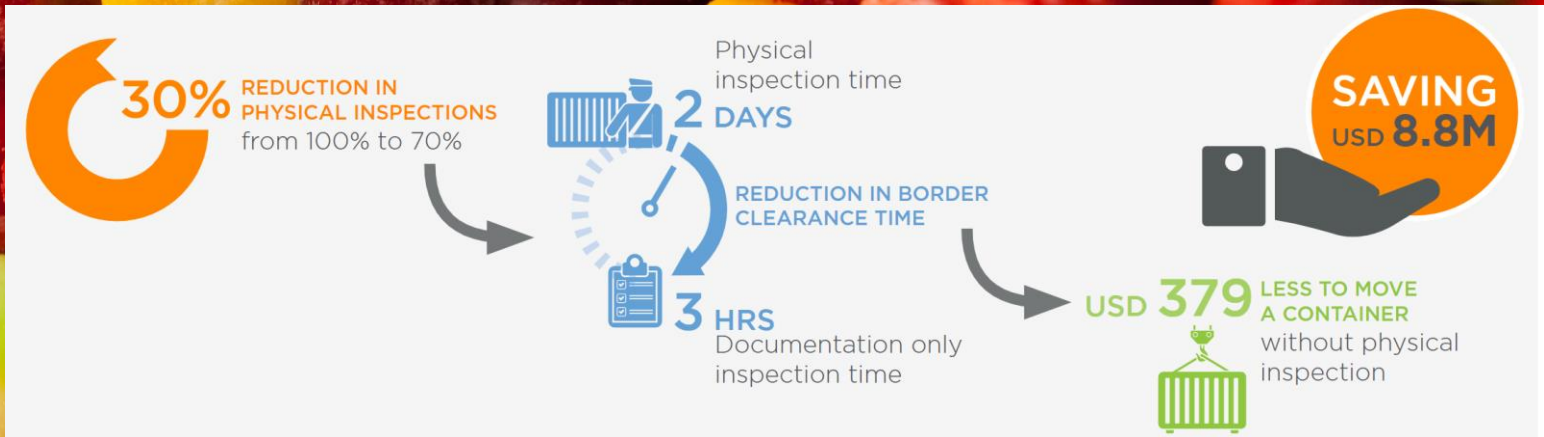 30% REDUCTION IN
PHYSICAL INSPECTIONS
from 100% to 70%
Physical
inspection time
2 DAYS
REDUCTION IN BORDER
CLEARANCE TIME
3 HRS
Documentation only
inspection time
SAVING
USD 8.8M
USD 379 LESS TO MOVE
A CONTAINER
without physical
inspection